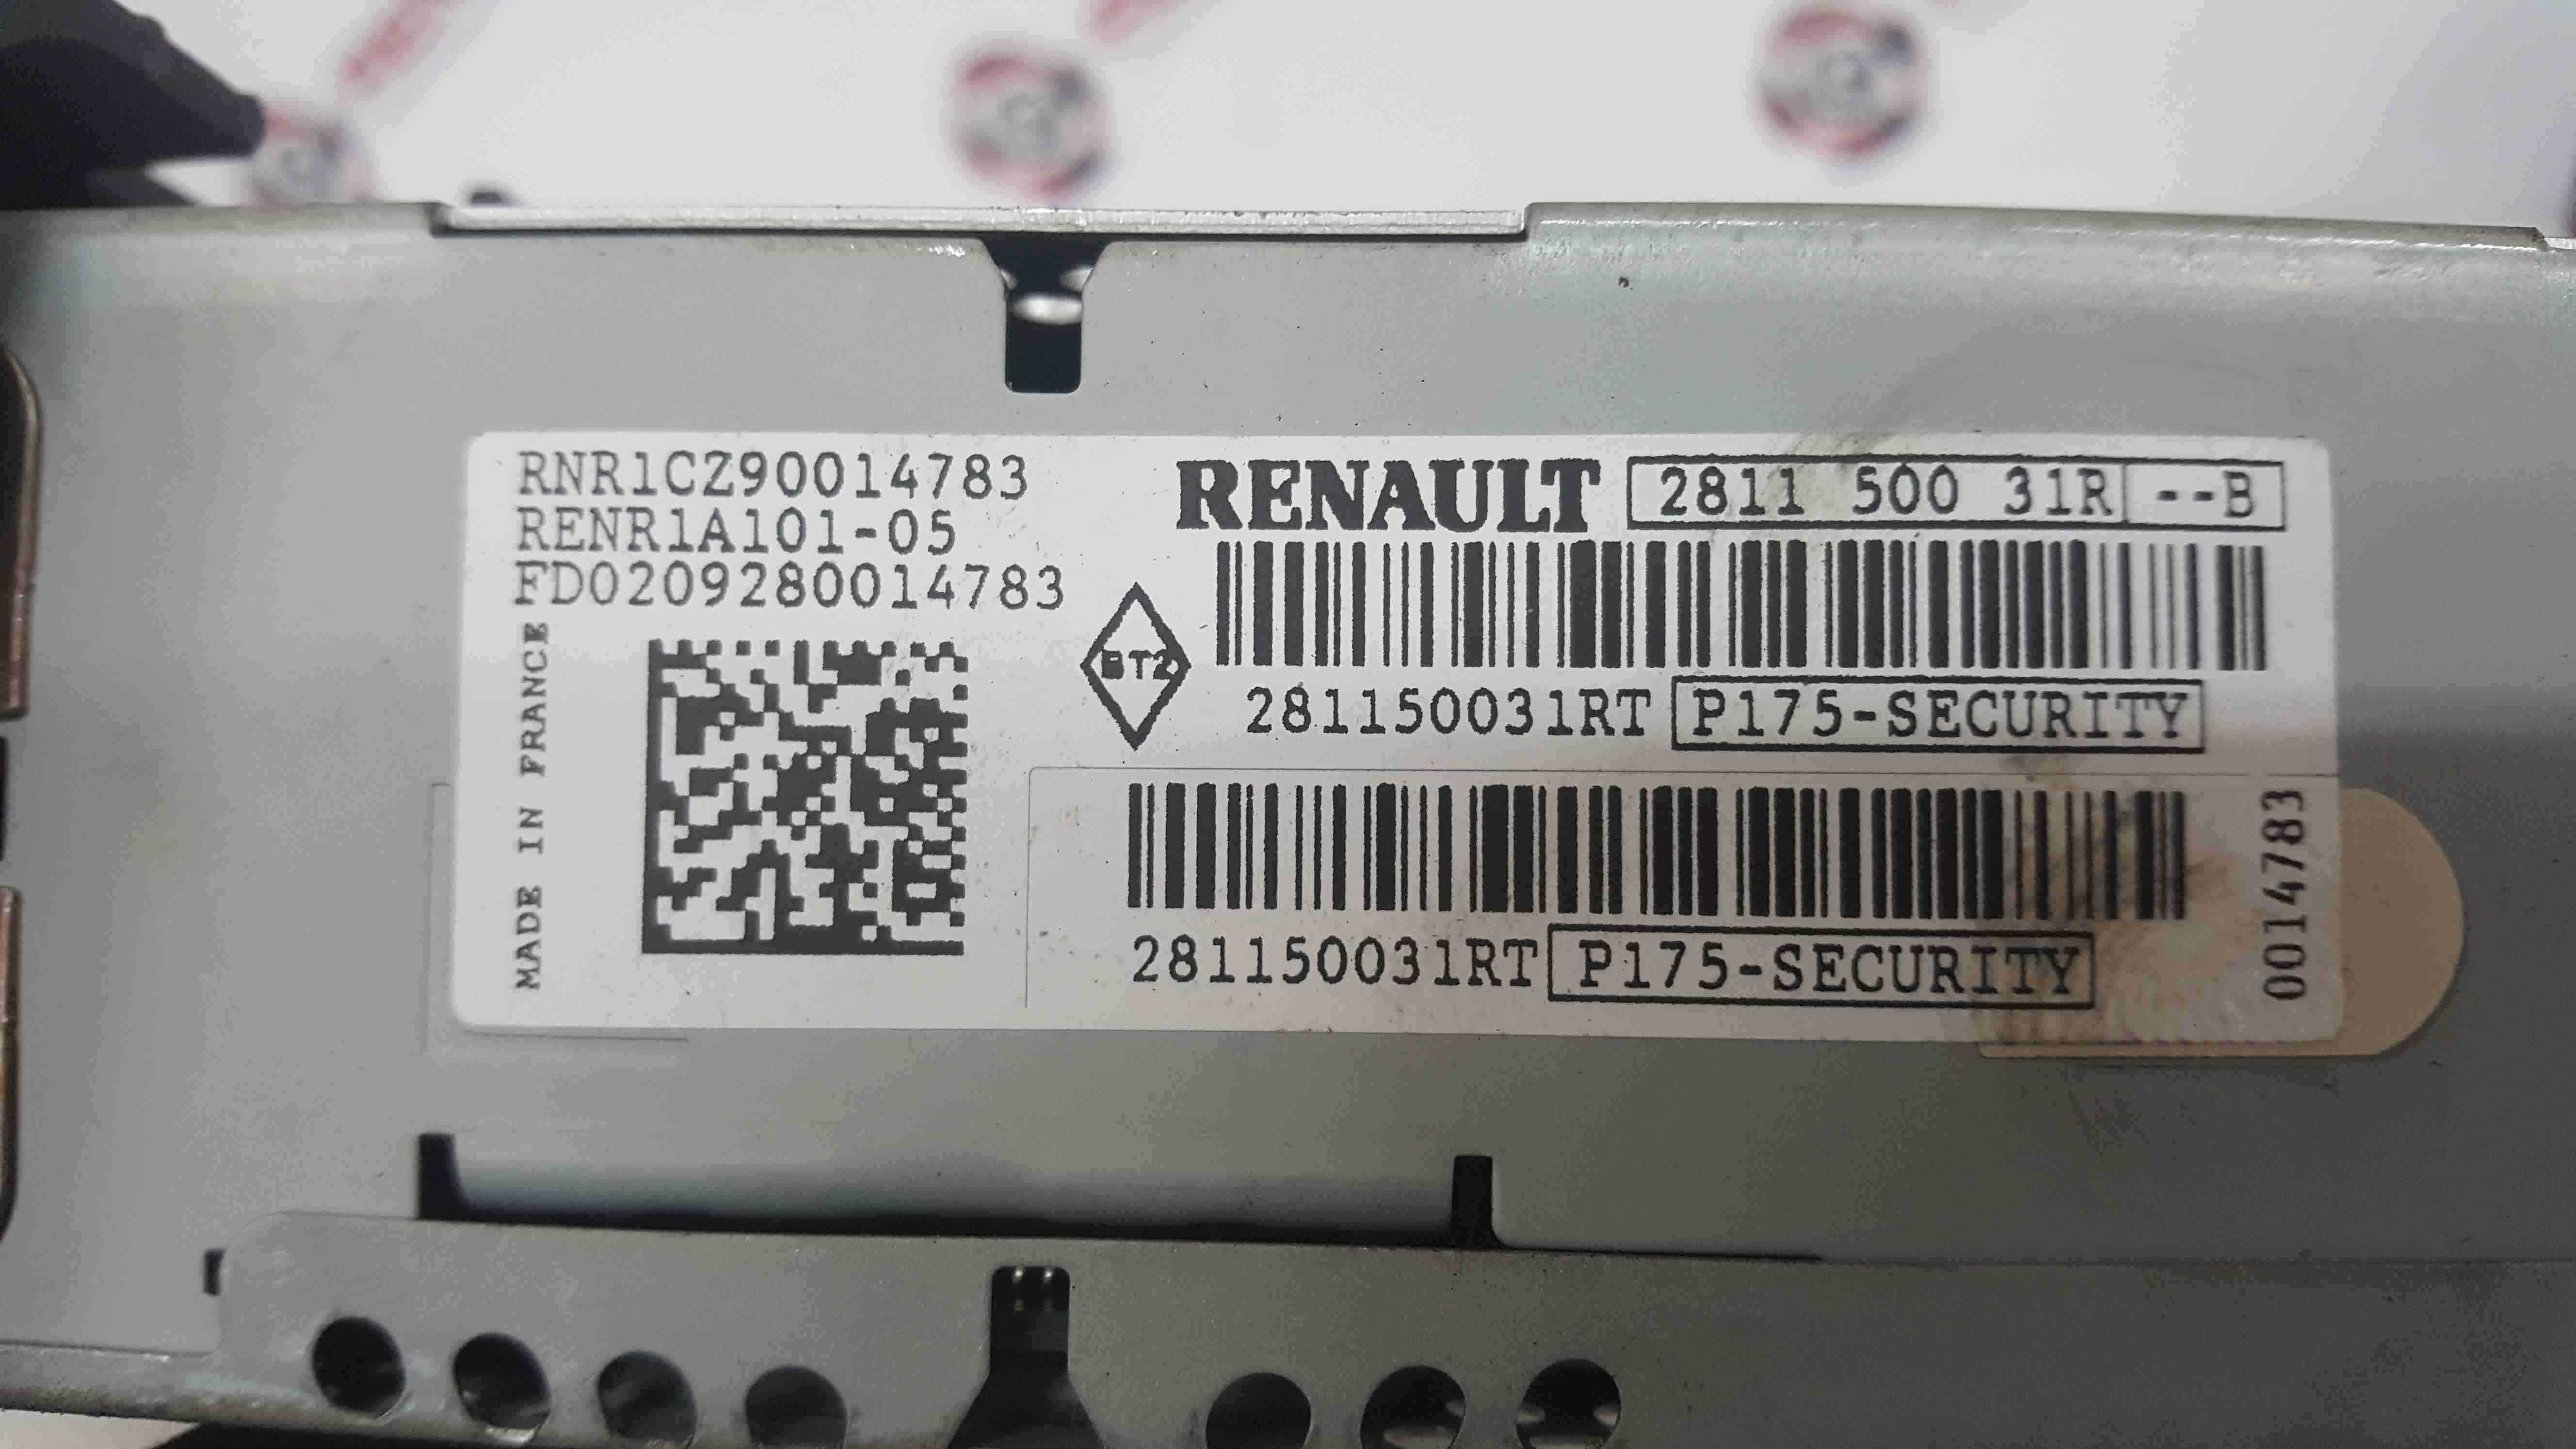 RNR1CZ90014783
RENR1A101-05
FD0209280014783
MADE IN FRANCE
RENAULT 2811 500 31R --B
BT2
281150031RT P175-SECURITY
281150031RT P175-SECURITY
0014783